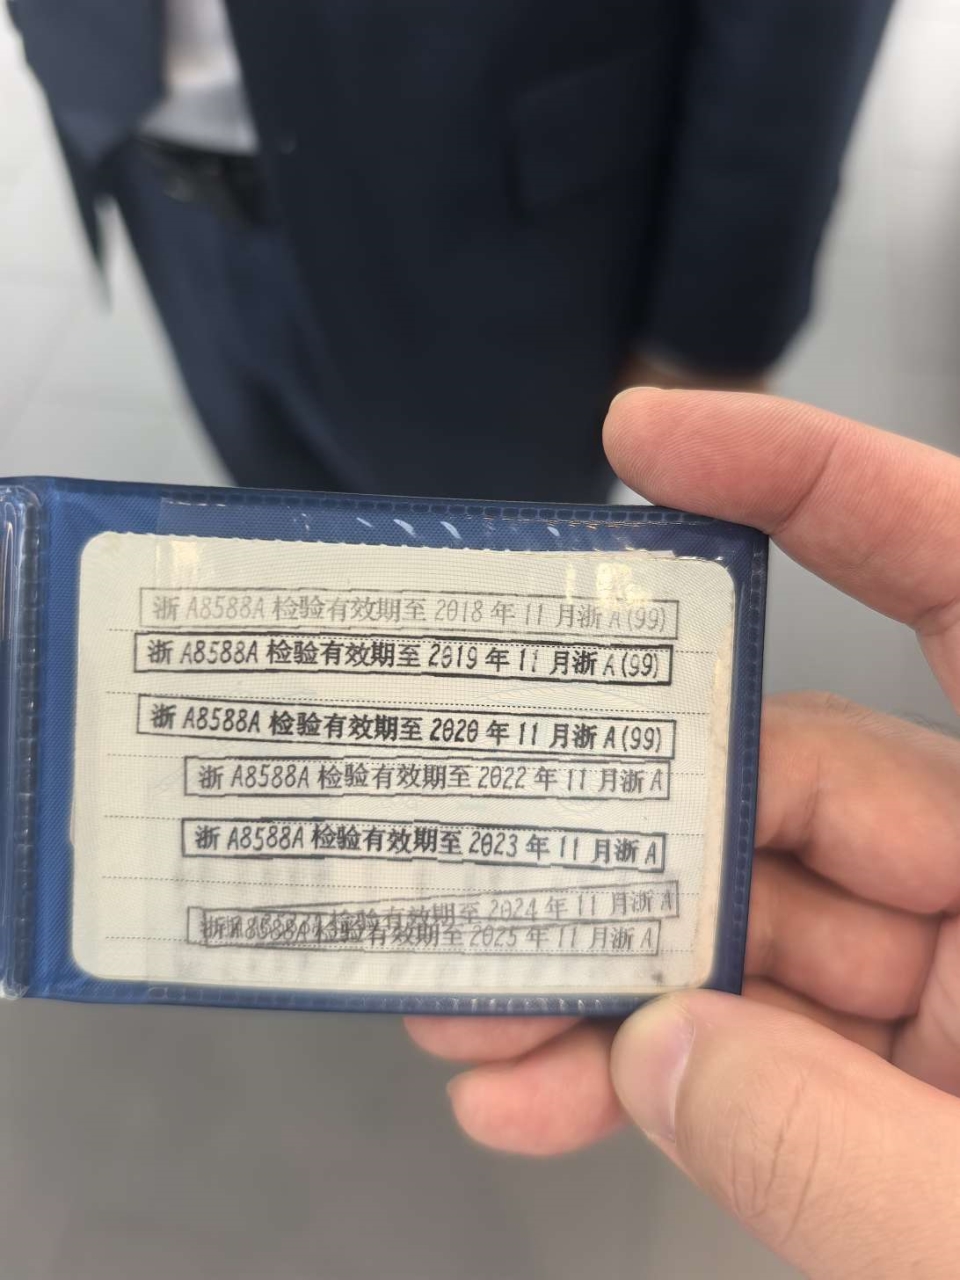 浙 A8588A 检验有效期至 2018 年 11 月浙 A(99)
浙 A8588A 检验有效期至 2019 年 11 月浙 A(99)
浙 A8588A 检验有效期至 2020 年 11 月浙 A(99)
浙 A8588A 检验有效期至 2022 年 11 月浙 A
浙 A8588A 检验有效期至 2023 年 11 月浙 A
检验有效期至 2024 年 11 月浙 A
浙 A8588A 检验有效期至 2025 年 11 月浙 A